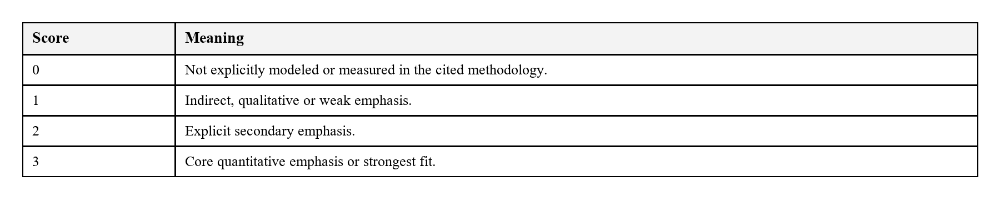 Score Meaning
0 Not explicitly modeled or measured in the cited methodology.
1 Indirect, qualitative or weak emphasis.
2 Explicit secondary emphasis.
3 Core quantitative emphasis or strongest fit.